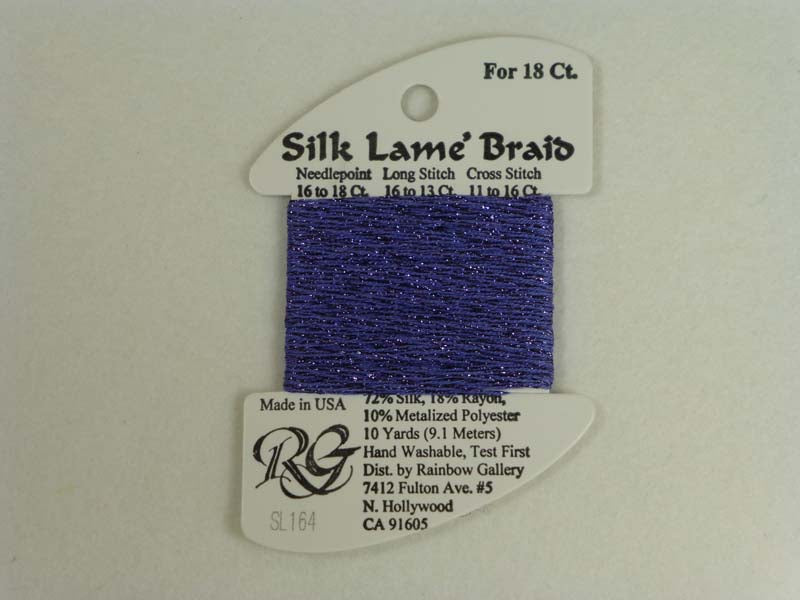 For 18 Ct.
Silk Lame' Braid
Needlepoint Long Stitch Cross Stitch
16 to 18 Ct. 16 to 13 Ct. 11 to 16 Ct.
Made in USA
72% Silk, 18% Rayon,
10% Metalized Polyester
10 Yards (9.1 Meters)
Hand Washable, Test First
Dist. by Rainbow Gallery
7412 Fulton Ave. #5
N. Hollywood
CA 91605
RG
SL164